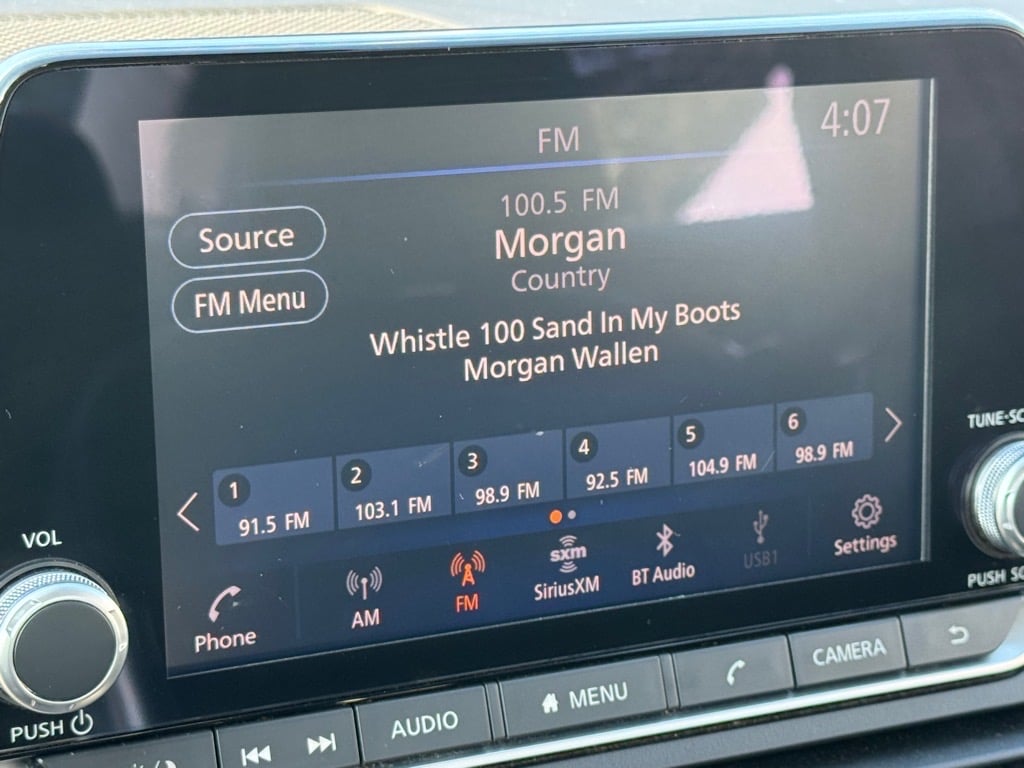 FM
4:07
100.5 FM
Morgan
Country
Source
FM Menu
Whistle 100 Sand In My Boots
Morgan Wallen
1
91.5 FM
2
103.1 FM
3
98.9 FM
4
92.5 FM
5
104.9 FM
6
98.9 FM
Phone
AM
FM
sxm
SiriusXM
BT Audio
USB1
Settings
VOL
PUSH
TUNE·SC
PUSH SO
AUDIO
MENU
CAMERA